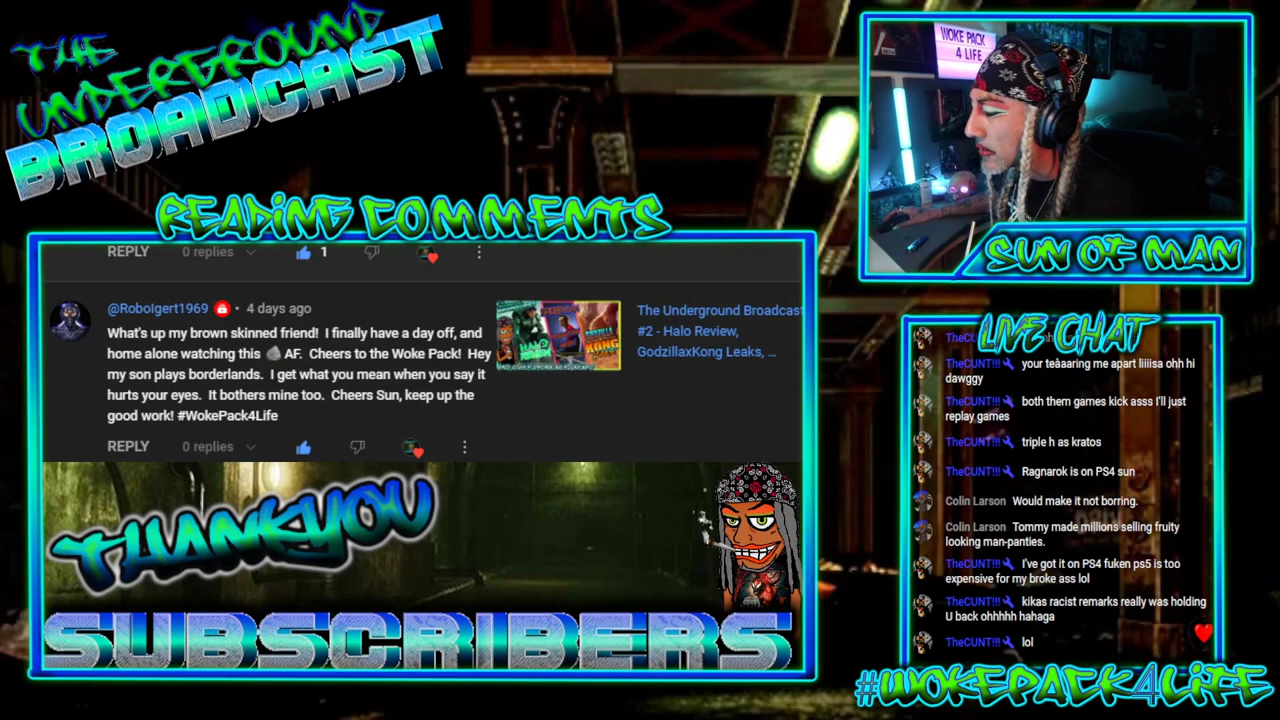 THE
UNDERGROUND
BROADCAST
WOKE PACK
4 LIFE
SUN OF MAN
READING COMMENTS
REPLY 0 replies 1
@RoboIgert1969 • 4 days ago
What's up my brown skinned friend! I finally have a day off, and
home alone watching this AF. Cheers to the Woke Pack! Hey
my son plays borderlands. I get what you mean when you say it
hurts your eyes. It bothers mine too. Cheers Sun, keep up the
good work! #WokePack4Life
REPLY 0 replies
The Underground Broadcast
#2 - Halo Review,
GodzillaxKong Leaks, ...
THANKYOU
SUBSCRIBERS
LIVE CHAT
your teàaring me apart liiiisa ohh hi
dawggy
TheCUNT!!! both them games kick asss I'll just
replay games
TheCUNT!!! triple h as kratos
TheCUNT!!! Ragnarok is on PS4 sun
Colin Larson Would make it not borring.
Colin Larson Tommy made millions selling fruity
looking man-panties.
TheCUNT!!! I've got it on PS4 fuken ps5 is too
expensive for my broke ass lol
TheCUNT!!! kikas racist remarks really was holding
U back ohhhhh hahaga
TheCUNT!!! lol
#WOKEPACK4LIFE